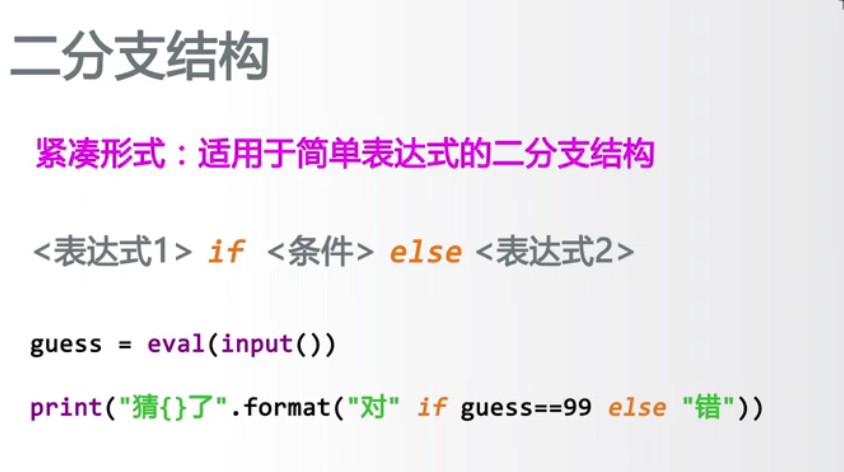 二分支结构
紧凑形式：适用于简单表达式的二分支结构
<表达式1> if <条件> else <表达式2>
guess = eval(input())
print("猜{}了".format("对" if guess==99 else "错"))